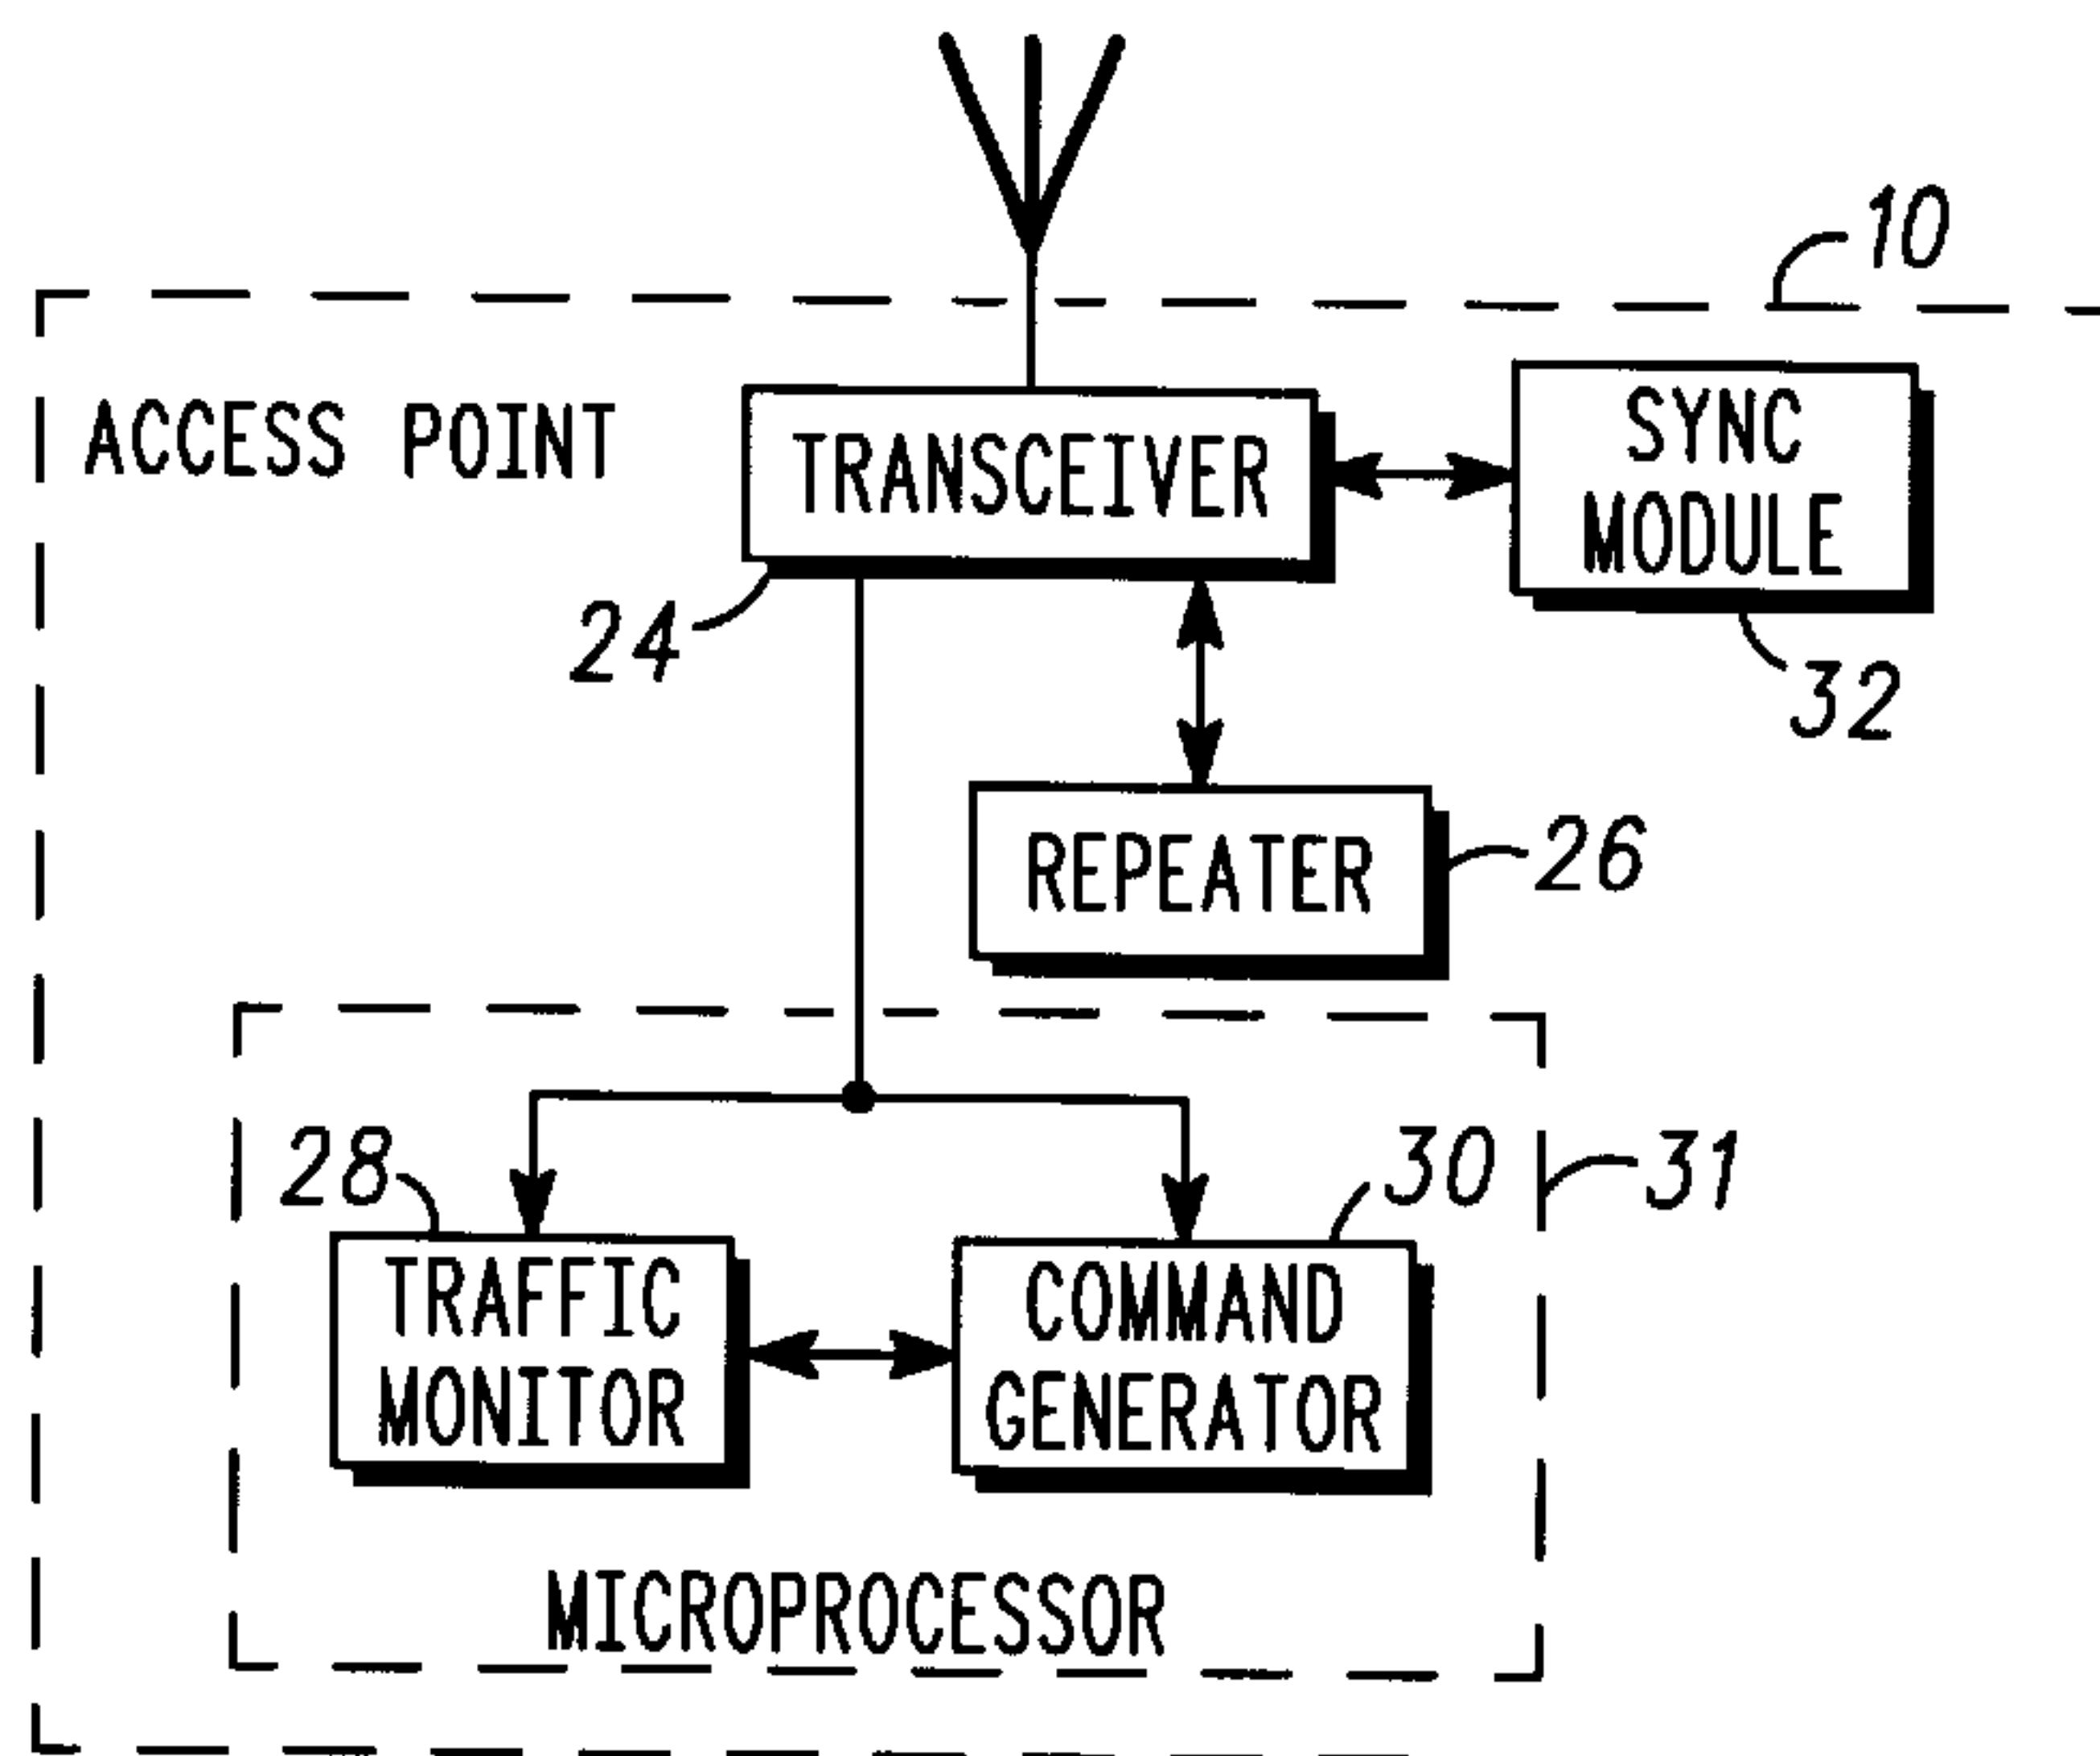 10
ACCESS POINT
TRANSCEIVER
SYNC
MODULE
24
32
REPEATER
26
28
30
31
TRAFFIC
MONITOR
COMMAND
GENERATOR
MICROPROCESSOR